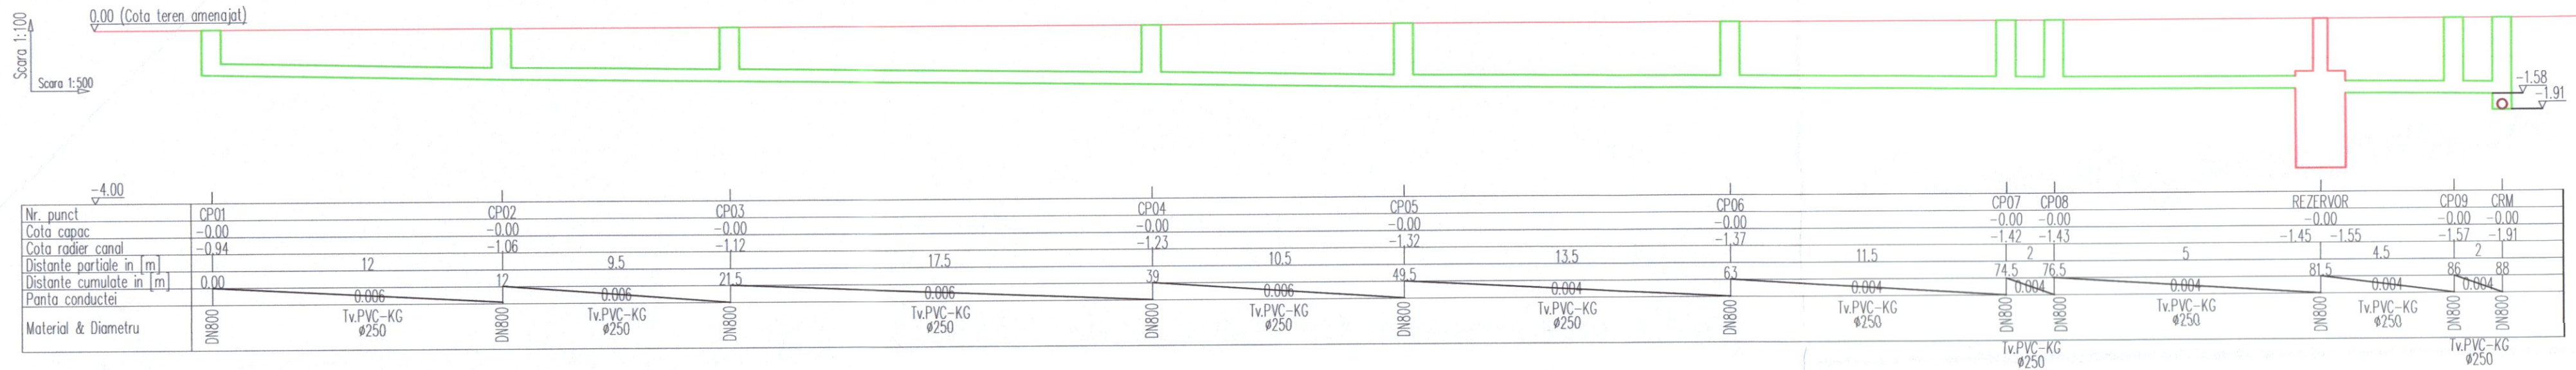 0.00 (Cota teren amenajat)
Scara 1:100
Scara 1:500
-1.58
-1.91
-4.00
Nr. punct CP01 CP02 CP03 CP04 CP05 CP06 CP07 CP08 REZERVOR CP09 CRM
Cota capac -0.00 -0.00 -0.00 -0.00 -0.00 -0.00 -0.00 -0.00 -0.00 -0.00 -0.00
Cota radier canal -0,94 -1,06 -1,12 -1,23 -1,32 -1,37 -1.42 -1,43 -1.45 -1.55 -1,57 -1,91
Distante partiale in [m] 12 9.5 17.5 10.5 13.5 11.5 2 5 4.5 2
Distante cumulate in [m] 0.00 12 21.5 39 49.5 63 74.5 76.5 81.5 86 88
Panta conductei 0.006 0.006 0.006 0.006 0.004 0.004 0.004 0.004 0.004 0.004
Material & Diametru DN800 Tv.PVC-KG DN800 Tv.PVC-KG DN800 Tv.PVC-KG DN800 Tv.PVC-KG DN800 Tv.PVC-KG DN800 Tv.PVC-KG DN800 DN800 Tv.PVC-KG DN800 Tv.PVC-KG DN800 DN800
ø250 ø250 ø250 ø250 ø250 ø250 ø250 ø250
Tv.PVC-KG Tv.PVC-KG
ø250 ø250